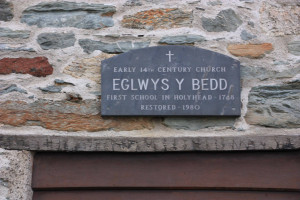 EARLY 14TH CENTURY CHURCH
EGLWYS Y BEDD
FIRST SCHOOL IN HOLYHEAD-1748
RESTORED-1980